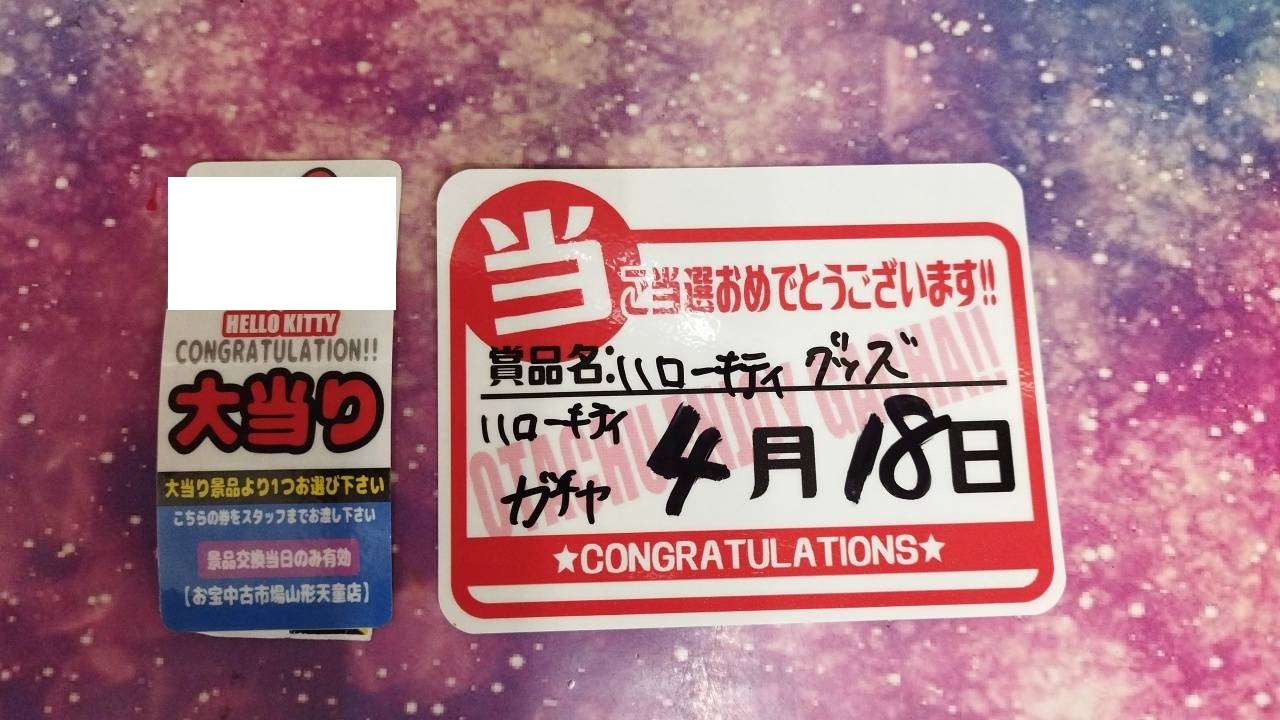 HELLO KITTY
CONGRATULATION!!
大当り
大当り景品より1つお選び下さい
こちらの券をスタッフまでお渡し下さい
景品交換当日のみ有効
【お宝中古市場山形天童店】
当
ご当選おめでとうございます!!
賞品名:ハローキティ グッズ
ハローキティ
ガチャ
4月18日
★CONGRATULATIONS★